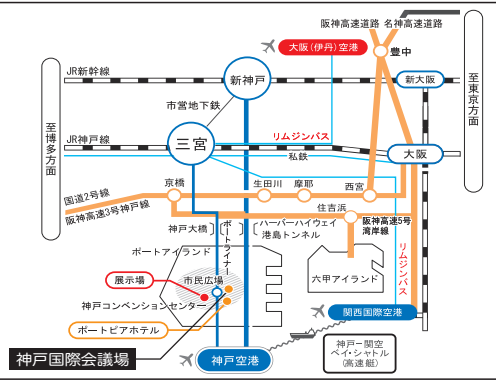 阪神高速道路 名神高速道路
大阪(伊丹)空港
豊中
JR新幹線
新神戸
新大阪
至東京方面
市営地下鉄
至博多方面
JR神戸線
三宮
リムジンバス
私鉄
大阪
京橋
生田川
摩耶
西宮
国道2号線
阪神高速3号神戸線
住吉浜
神戸大橋
ポートライナー
ハーバーハイウェイ
港島トンネル
阪神高速5号
湾岸線
リムジンバス
ポートアイランド
六甲アイランド
展示場
市民広場
神戸コンベンションセンター
ポートピアホテル
関西国際空港
神戸国際会議場
神戸空港
神戸ー関空
ベイ・シャトル
(高速艇)